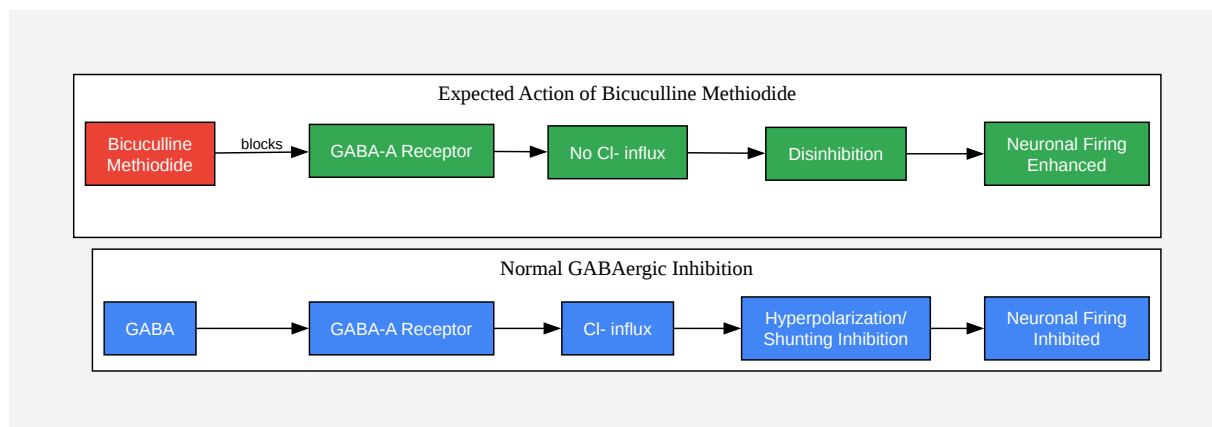 Expected Action of Bicuculline Methiodide
Bicuculline
Methiodide
blocks
GABA-A Receptor
No Cl- influx
Disinhibition
Neuronal Firing
Enhanced
Normal GABAergic Inhibition
GABA
GABA-A Receptor
Cl- influx
Hyperpolarization/
Shunting Inhibition
Neuronal Firing
Inhibited